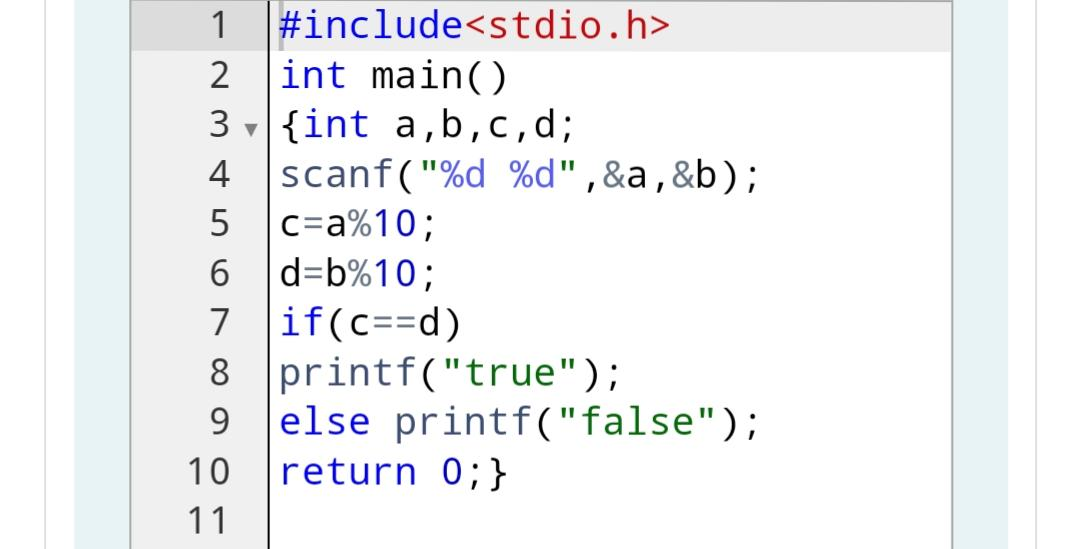 1 #include<stdio.h>
2 int main()
3 {int a,b,c,d;
4 scanf("%d %d",&a,&b);
5 c=a%10;
6 d=b%10;
7 if(c==d)
8 printf("true");
9 else printf("false");
10 return 0;}
11